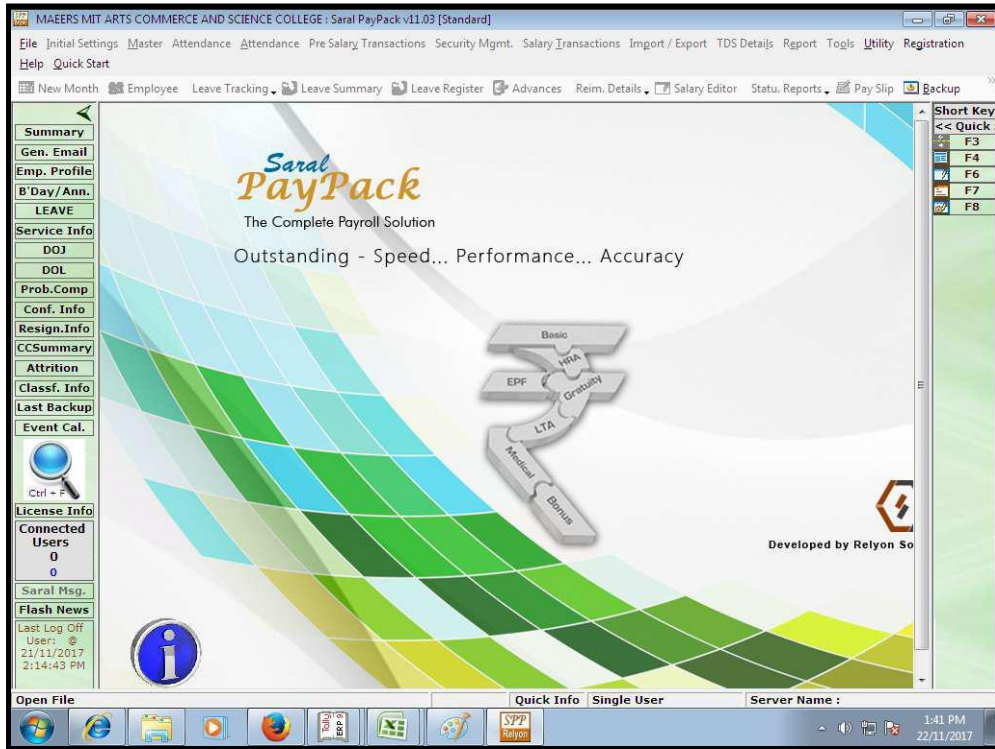 MAEERS MIT ARTS COMMERCE AND SCIENCE COLLEGE : Saral PayPack v11.03 [Standard]
File Initial Settings Master Attendance Attendance Pre Salary Transactions Security Mgmt. Salary Transactions Import / Export TDS Details Report Tools Utility Registration
Help Quick Start
New Month Employee Leave Tracking Leave Summary Leave Register Advances Reim. Details Salary Editor Statu. Reports Pay Slip Backup
Summary
Gen. Email
Emp. Profile
B'Day/Ann.
LEAVE
Service Info
DOJ
DOL
Prob.Comp
Conf. Info
Resign.Info
CCSummary
Attrition
Classf. Info
Last Backup
Event Cal.
Ctrl + F
License Info
Connected
Users
0
0
Saral Msg.
Flash News
Last Log Off
User: @
21/11/2017
2:14:43 PM
Saral
PayPack
The Complete Payroll Solution
Outstanding - Speed... Performance... Accuracy
Basic
HRA
EPF
Gratuity
LTA
Medical
Bonus
Developed by Relyon So
Short Key
<< Quick
F3
F4
F6
F7
F8
Open File Quick Info Single User Server Name :
Tally
ERP 9
SPP
Relyon
1:41 PM
22/11/2017